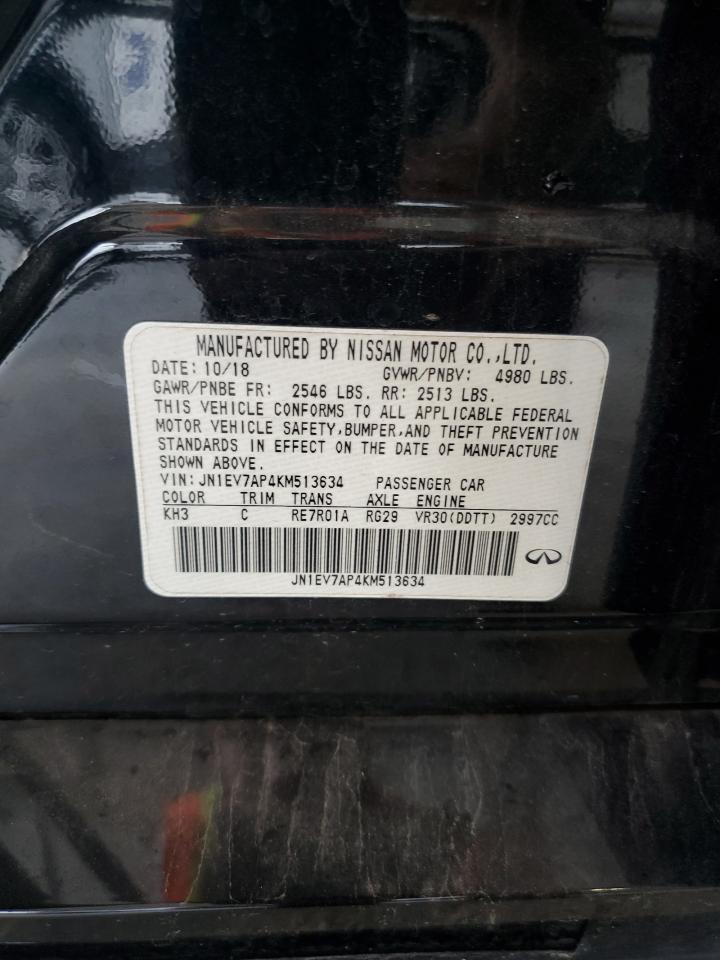 MANUFACTURED BY NISSAN MOTOR CO.,LTD.
DATE: 10/18 GVWR/PNBV: 4980 LBS.
GAWR/PNBE FR: 2546 LBS. RR: 2513 LBS.
THIS VEHICLE CONFORMS TO ALL APPLICABLE FEDERAL
MOTOR VEHICLE SAFETY,BUMPER,AND THEFT PREVENTION
STANDARDS IN EFFECT ON THE DATE OF MANUFACTURE
SHOWN ABOVE.
VIN:JN1EV7AP4KM513634 PASSENGER CAR
COLOR TRIM TRANS AXLE ENGINE
KH3 C RE7R01A RG29 VR30(DDTT) 2997CC
JN1EV7AP4KM513634